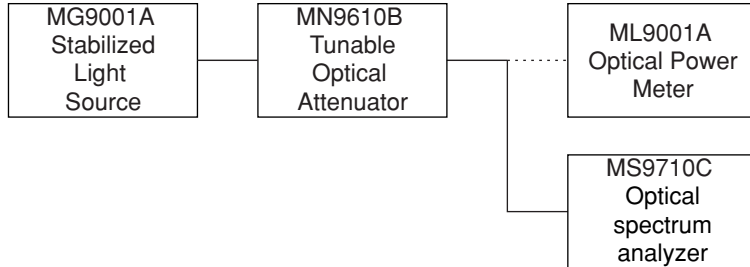 MG9001A
Stabilized
Light
Source
MN9610B
Tunable
Optical
Attenuator
ML9001A
Optical Power
Meter
MS9710C
Optical
spectrum
analyzer